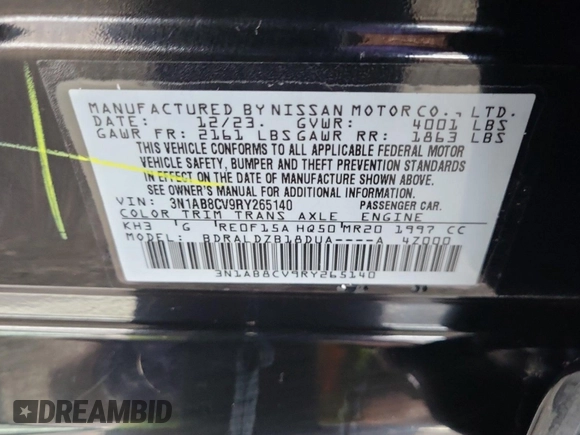 MANUFACTURED BY NISSAN MOTOR CO., LTD.
DATE: 12/23. GVWR: 4001 LBS
GAWR FR: 2161 LBS GAWR RR: 1863 LBS
THIS VEHICLE CONFORMS TO ALL APPLICABLE FEDERAL MOTOR
VEHICLE SAFETY, BUMPER AND THEFT PREVENTION STANDARDS
IN EFFECT ON THE DATE OF MANUFACTURE SHOWN ABOVE.
SEE OWNER'S MANUAL FOR ADDITIONAL INFORMATION.
VIN: 3N1AB8CV9RY265140 PASSENGER CAR.
COLOR TRIM TRANS AXLE ENGINE
KH3 G RE0F15A HQ50 MR20 1997 CC
MODEL: BDRALDZB18DUA----A 4Z000
3N1AB8CV9RY265140
DREAMBID